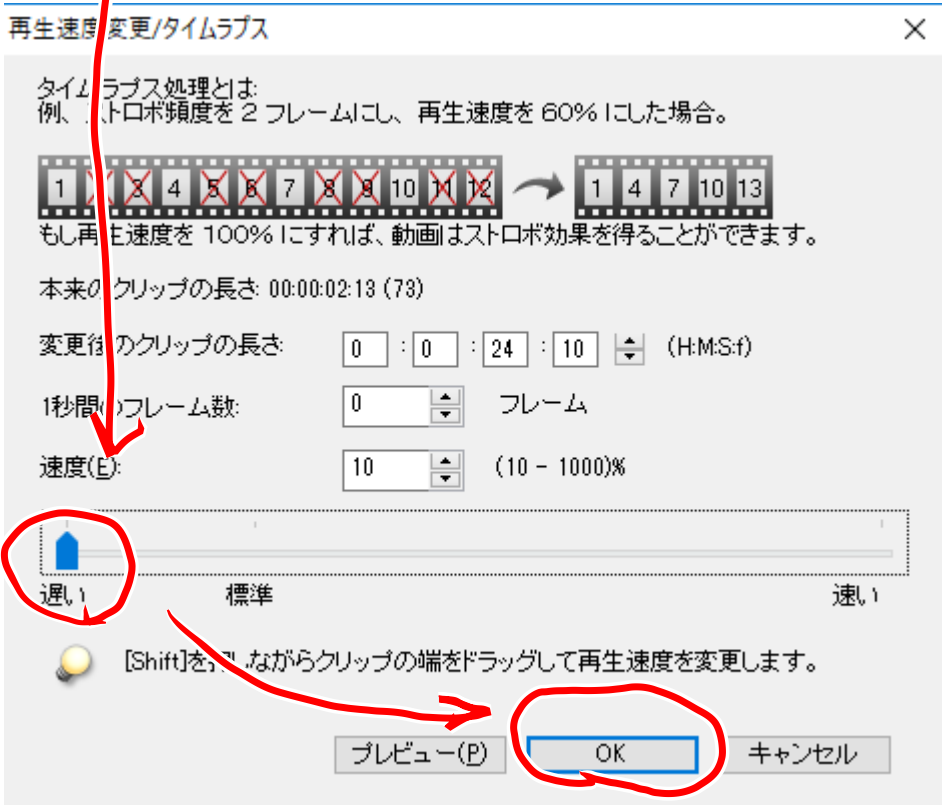 再生速度変更/タイムラプス
タイムラプス処理とは:
例、ストロボ頻度を 2 フレームにし、再生速度を 60% にした場合。
1 2 3 4 5 6 7 8 9 10 11 12 1 4 7 10 13
もし再生速度を 100% にすれば、動画はストロボ効果を得ることができます。
本来のクリップの長さ: 00:00:02:13 (73)
変更後のクリップの長さ: 0 : 0 : 24 : 10 (H:M:S:f)
1秒間のフレーム数: 0 フレーム
速度(E): 10 (10 - 1000)%
遅い 標準 速い
[Shift]を押しながらクリップの端をドラッグして再生速度を変更します。
プレビュー(P) OK キャンセル